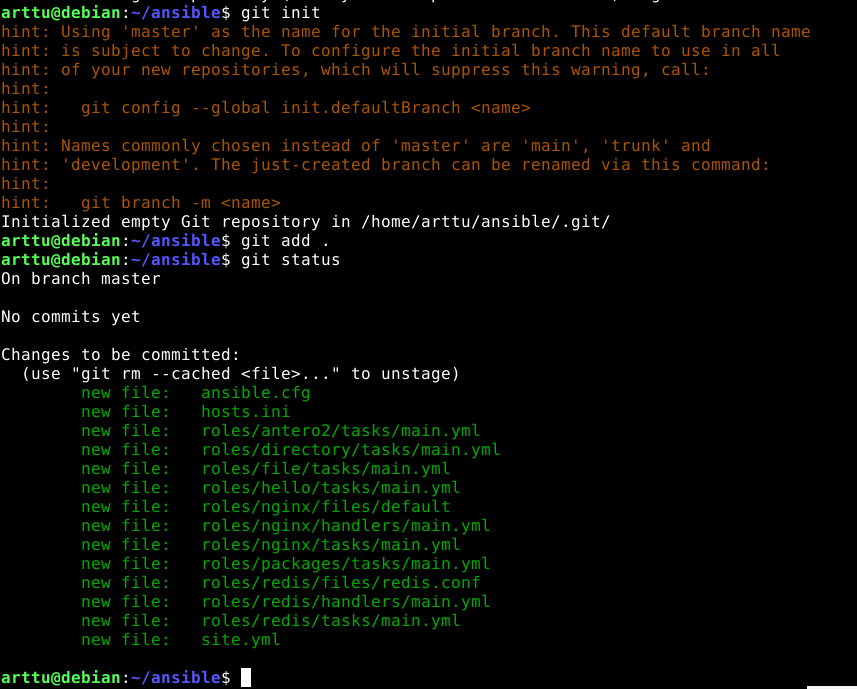 arttu@debian:~/ansible$ git init
hint: Using 'master' as the name for the initial branch. This default branch name
hint: is subject to change. To configure the initial branch name to use in all
hint: of your new repositories, which will suppress this warning, call:
hint:
hint:   git config --global init.defaultBranch <name>
hint:
hint: Names commonly chosen instead of 'master' are 'main', 'trunk' and
hint: 'development'. The just-created branch can be renamed via this command:
hint:
hint:   git branch -m <name>
Initialized empty Git repository in /home/arttu/ansible/.git/
arttu@debian:~/ansible$ git add .
arttu@debian:~/ansible$ git status
On branch master

No commits yet

Changes to be committed:
  (use "git rm --cached <file>..." to unstage)
        new file:   ansible.cfg
        new file:   hosts.ini
        new file:   roles/antero2/tasks/main.yml
        new file:   roles/directory/tasks/main.yml
        new file:   roles/file/tasks/main.yml
        new file:   roles/hello/tasks/main.yml
        new file:   roles/nginx/files/default
        new file:   roles/nginx/handlers/main.yml
        new file:   roles/nginx/tasks/main.yml
        new file:   roles/packages/tasks/main.yml
        new file:   roles/redis/files/redis.conf
        new file:   roles/redis/handlers/main.yml
        new file:   roles/redis/tasks/main.yml
        new file:   site.yml

arttu@debian:~/ansible$